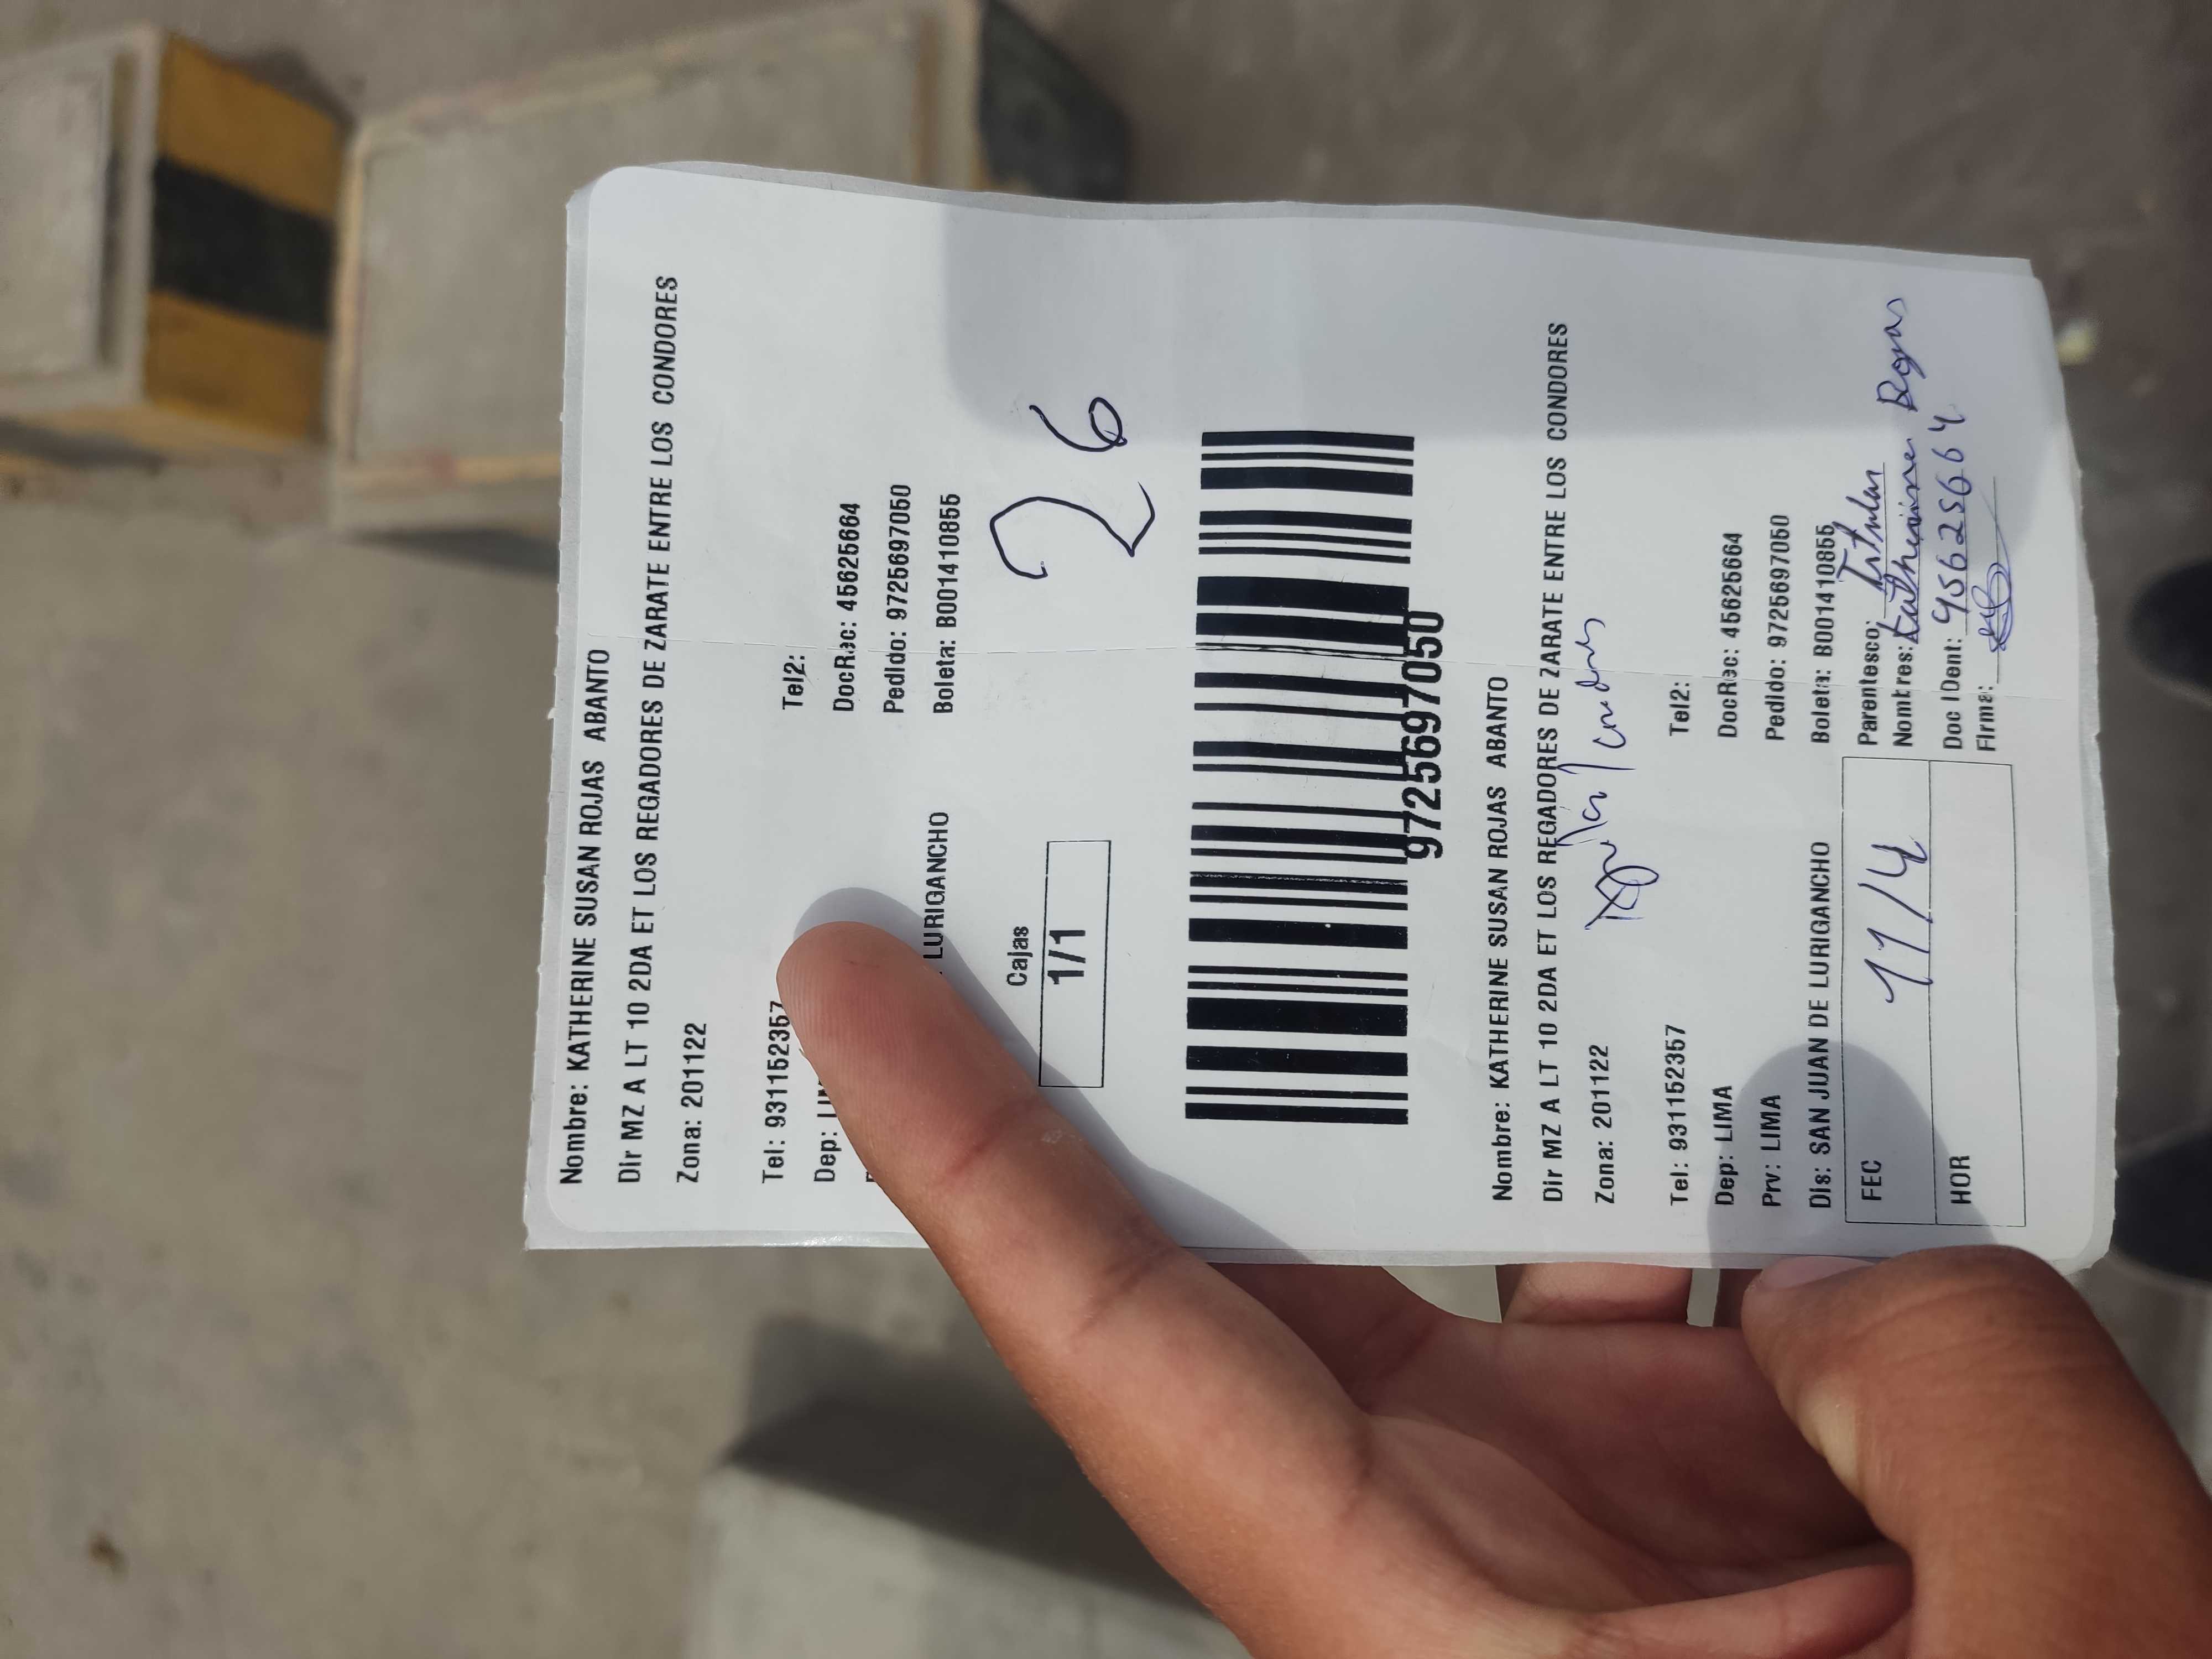 Nombre: KATHERINE SUSAN ROJAS ABANTO
Dir MZ A LT 10 2DA ET LOS REGADORES DE ZARATE ENTRE LOS CONDORES
Zona: 201122
Tel: 931152357 Tel2:
Dep: DocRec: 45625664
Pedido: 9725697050
LURIGANCHO Boleta: B001410855
Cajas
1/1
26
9725697050
Nombre: KATHERINE SUSAN ROJAS ABANTO
Dir MZ A LT 10 2DA ET LOS REGADORES DE ZARATE ENTRE LOS CONDORES
Zona: 201122
Tel: 931152357 Tel2:
Dep: LIMA DocRec: 45625664
Prv: LIMA Pedido: 9725697050
Dis: SAN JUAN DE LURIGANCHO Boleta: B001410855
FEC 11/4 Parentesco: Titular
Nombres: Katherine Rojas
HOR Doc IDent: 45625664
Firma: